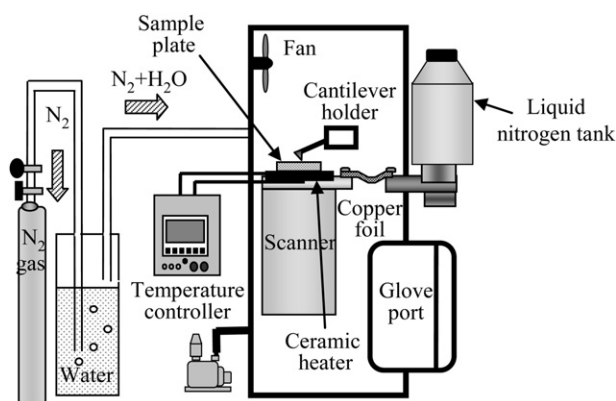 Sample
plate
Fan
N₂+H₂O
N₂
Cantilever
holder
Liquid
nitrogen tank
Copper
foil
Scanner
N₂
gas
Temperature
controller
Glove
port
Ceramic
heater
Water